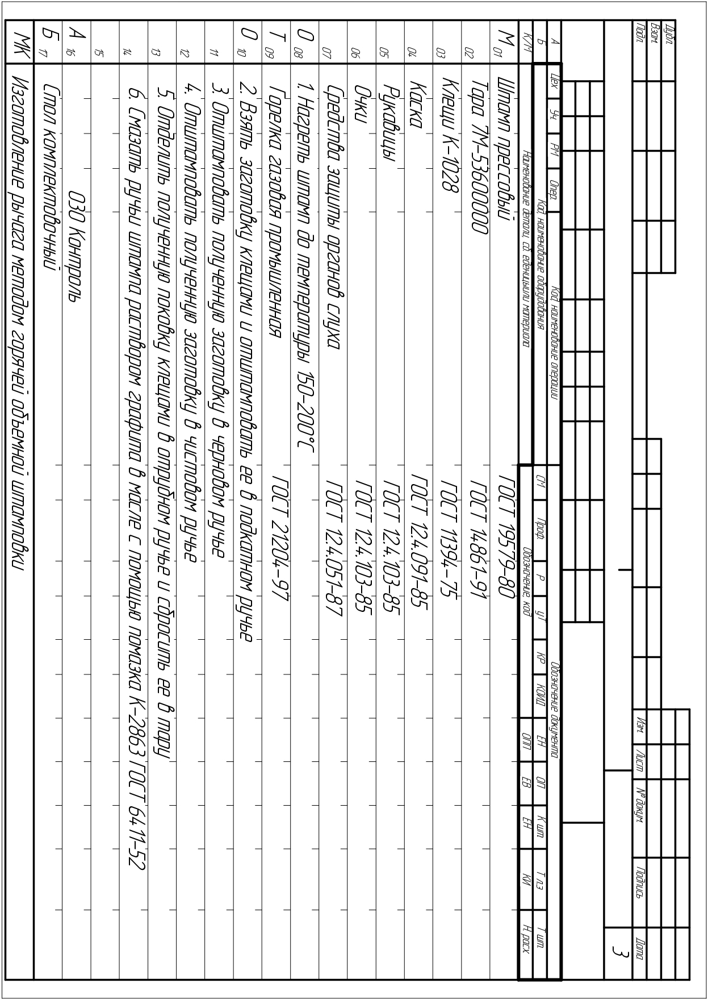 Дубл.
Взам.
Подп.
Изм. Лист № докум. Подпись Дата
3
А Цех Уч. РМ Опер. Код, наименование операции Обозначение документа
Б Код, наименование оборудования СМ Проф. Р УТ КР КОИД ЕН ОП К шт. Т п.з Т шт.
К/М Наименование детали, сб. еденицыили материала Обозначение, код ОПП ЕВ ЕН КИ Н. расх
М 01 Штамп прессовый ГОСТ 19579-80
02 Тара 7М-53600000 ГОСТ 14861-91
03 Клещи К-1028 ГОСТ 11394-75
04 Каска ГОСТ 12.4.091-85
05 Рукавицы ГОСТ 12.4.103-85
06 Очки ГОСТ 12.4.103-85
07 Средства защиты органов слуха ГОСТ 12.4.051-87
О 08 1. Нагреть штамп до температуры 150-200°С
Т 09 Горелка газовая промышленная ГОСТ 21204-97
О 10 2. Взять заготовку клещами и отштамповать ее в подкатном ручье
11 3. Отштамповать полученную заготовку в черновом ручье
12 4. Отштамповать полученную заготовку в чистовом ручье
13 5. Отделить полученную поковку клещами в отрубном ручье и сбросить ее в тару
14 6. Смазать ручьи штампа раствором графита в масле с помощью помазка К-2863 ГОСТ 6411-52
15
А 16 030 Контроль
Б 17 Стол комплектовочный
МК Изготовление рычага методом горячей объемной штамповки